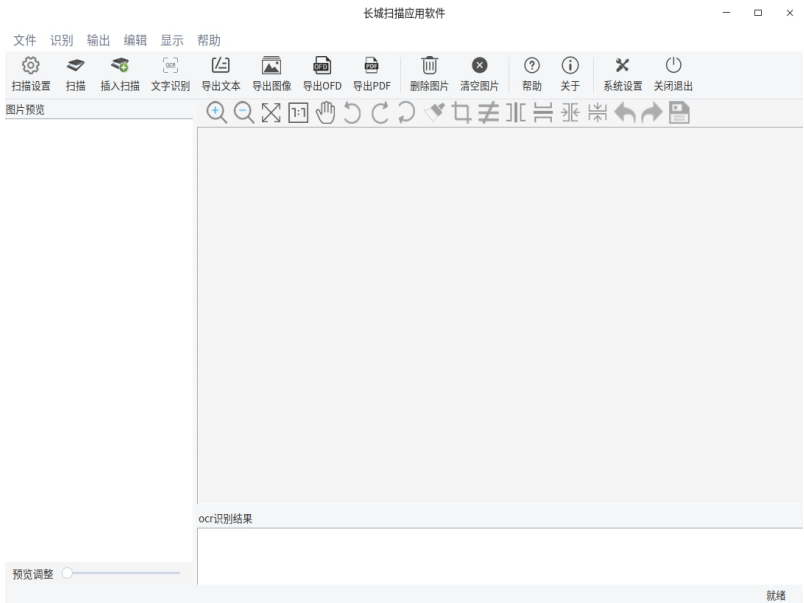 长城扫描应用软件
文件 识别 输出 编辑 显示 帮助
扫描设置 扫描 插入扫描 文字识别 导出文本 导出图像 导出OFD 导出PDF 删除图片 清空图片 帮助 关于 系统设置 关闭退出
图片预览
1:1
ocr识别结果
预览调整
就绪